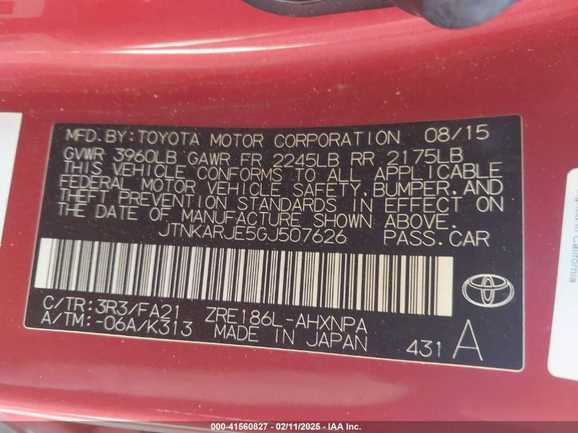 MFD.BY:TOYOTA MOTOR CORPORATION 08/15
GVWR 3960LB GAWR FR 2245LB RR 2175LB
THIS VEHICLE CONFORMS TO ALL APPLICABLE
FEDERAL MOTOR VEHICLE SAFETY, BUMPER,AND
THEFT PREVENTION STANDARDS IN EFFECT ON
THE DATE OF MANUFACTURE SHOWN ABOVE.
JTNKARJE5GJ507626 PASS.CAR
C/TR:3R3/FA21 ZRE186L-AHXNPA
A/TM:-06A/K313 MADE IN JAPAN 431 A
TOYOTA
in California
000-41560827 - 02/11/2025 - IAA Inc.